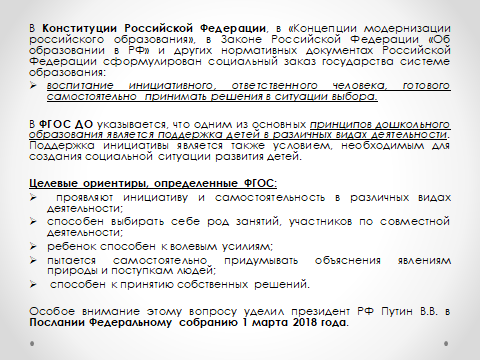 В Конституции Российской Федерации, в «Концепции модернизации
российского образования», в Законе Российской Федерации «Об
образовании в РФ» и других нормативных документах Российской
Федерации сформулирован социальный заказ государства системе
образования:
➢ воспитание инициативного, ответственного человека, готового
самостоятельно принимать решения в ситуации выбора.
В ФГОС ДО указывается, что одним из основных принципов дошкольного
образования является поддержка детей в различных видах деятельности.
Поддержка инициативы является также условием, необходимым для
создания социальной ситуации развития детей.
Целевые ориентиры, определенные ФГОС:
➢ проявляют инициативу и самостоятельность в различных видах
деятельности;
➢ способен выбирать себе род занятий, участников по совместной
деятельности;
➢ ребенок способен к волевым усилиям;
➢ пытается самостоятельно придумывать объяснения явлениям
природы и поступкам людей;
➢ способен к принятию собственных решений.
Особое внимание этому вопросу уделил президент РФ Путин В.В. в
Послании Федеральному собранию 1 марта 2018 года.